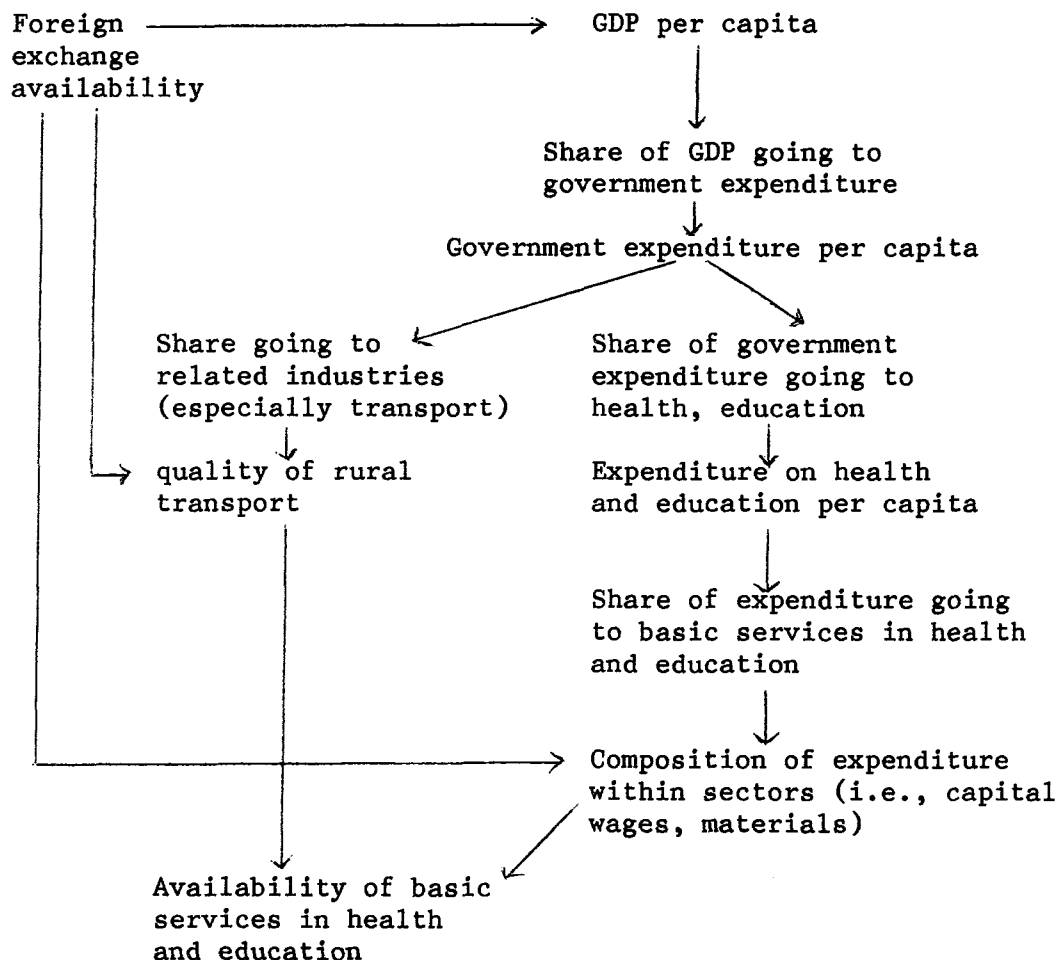 Foreign
exchange
availability
GDP per capita
Share of GDP going to
government expenditure
Government expenditure per capita
Share going to
related industries
(especially transport)
Share of government
expenditure going to
health, education
quality of rural
transport
Expenditure on health
and education per capita
Share of expenditure going
to basic services in health
and education
Composition of expenditure
within sectors (i.e., capital
wages, materials)
Availability of basic
services in health
and education